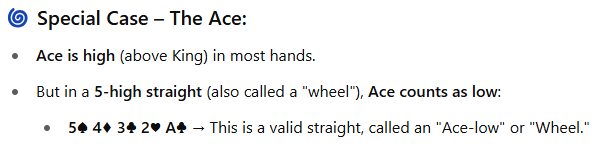 🌀 Special Case – The Ace:
• Ace is high (above King) in most hands.
• But in a 5-high straight (also called a "wheel"), Ace counts as low:
• 5♠ 4♦ 3♣ 2♥ A♣ → This is a valid straight, called an "Ace-low" or "Wheel."